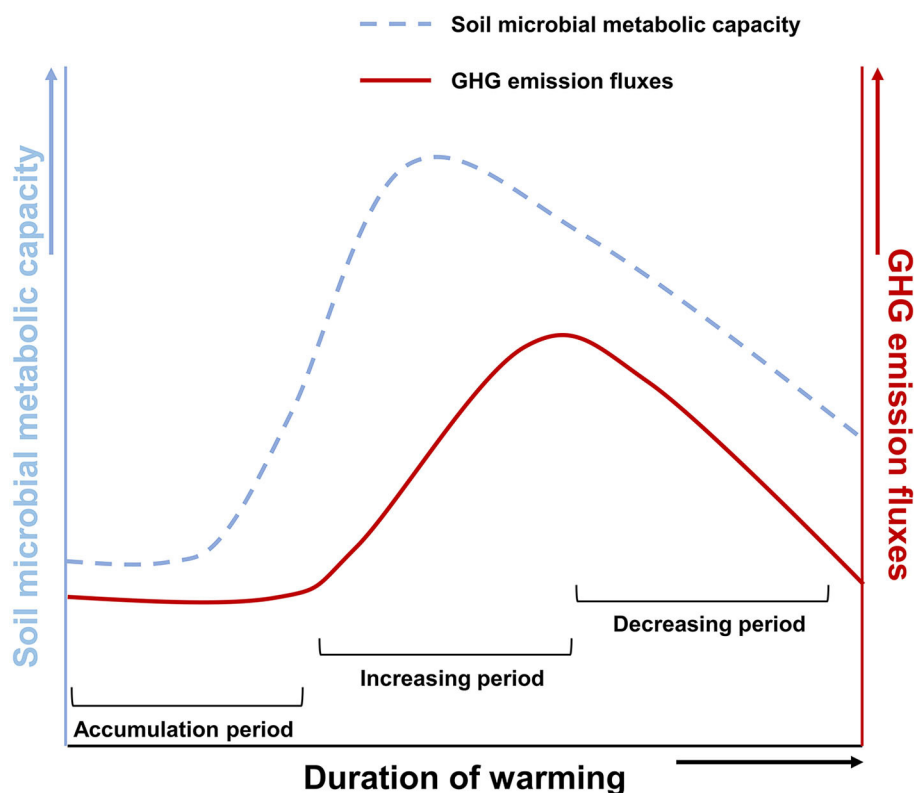 Soil microbial metabolic capacity
GHG emission fluxes
Soil microbial metabolic capacity
GHG emission fluxes
Decreasing period
Increasing period
Accumulation period
Duration of warming